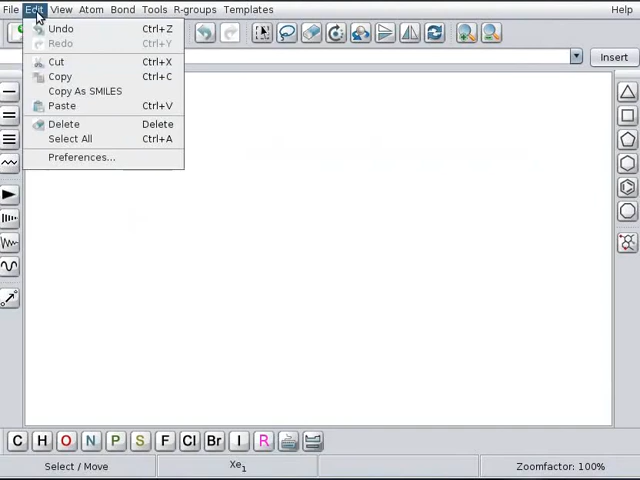 File Edit View Atom Bond Tools R-groups Templates Help
Undo Ctrl+Z
Redo Ctrl+Y
Cut Ctrl+X
Copy Ctrl+C
Copy As SMILES
Paste Ctrl+V
Delete Delete
Select All Ctrl+A
Preferences...
Insert
C H O N P S F Cl Br I R
Select / Move Xe1 Zoomfactor: 100%